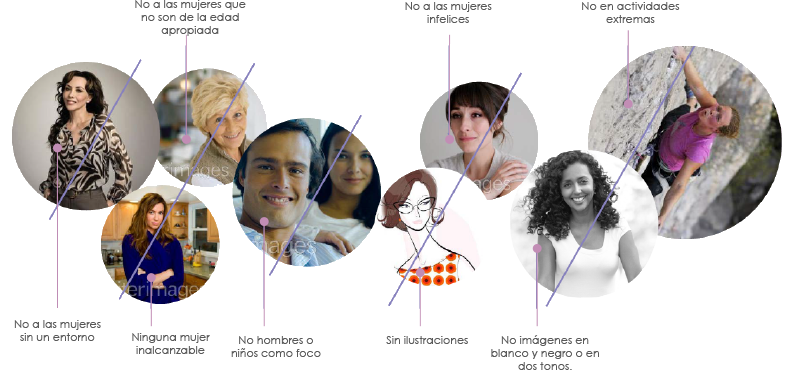 No a las mujeres que
no son de la edad
apropiada
No a las mujeres
infelices
No en actividades
extremas
No a las mujeres
sin un entorno
Ninguna mujer
inalcanzable
No hombres o
niños como foco
Sin ilustraciones
No imágenes en
blanco y negro o en
dos tonos.